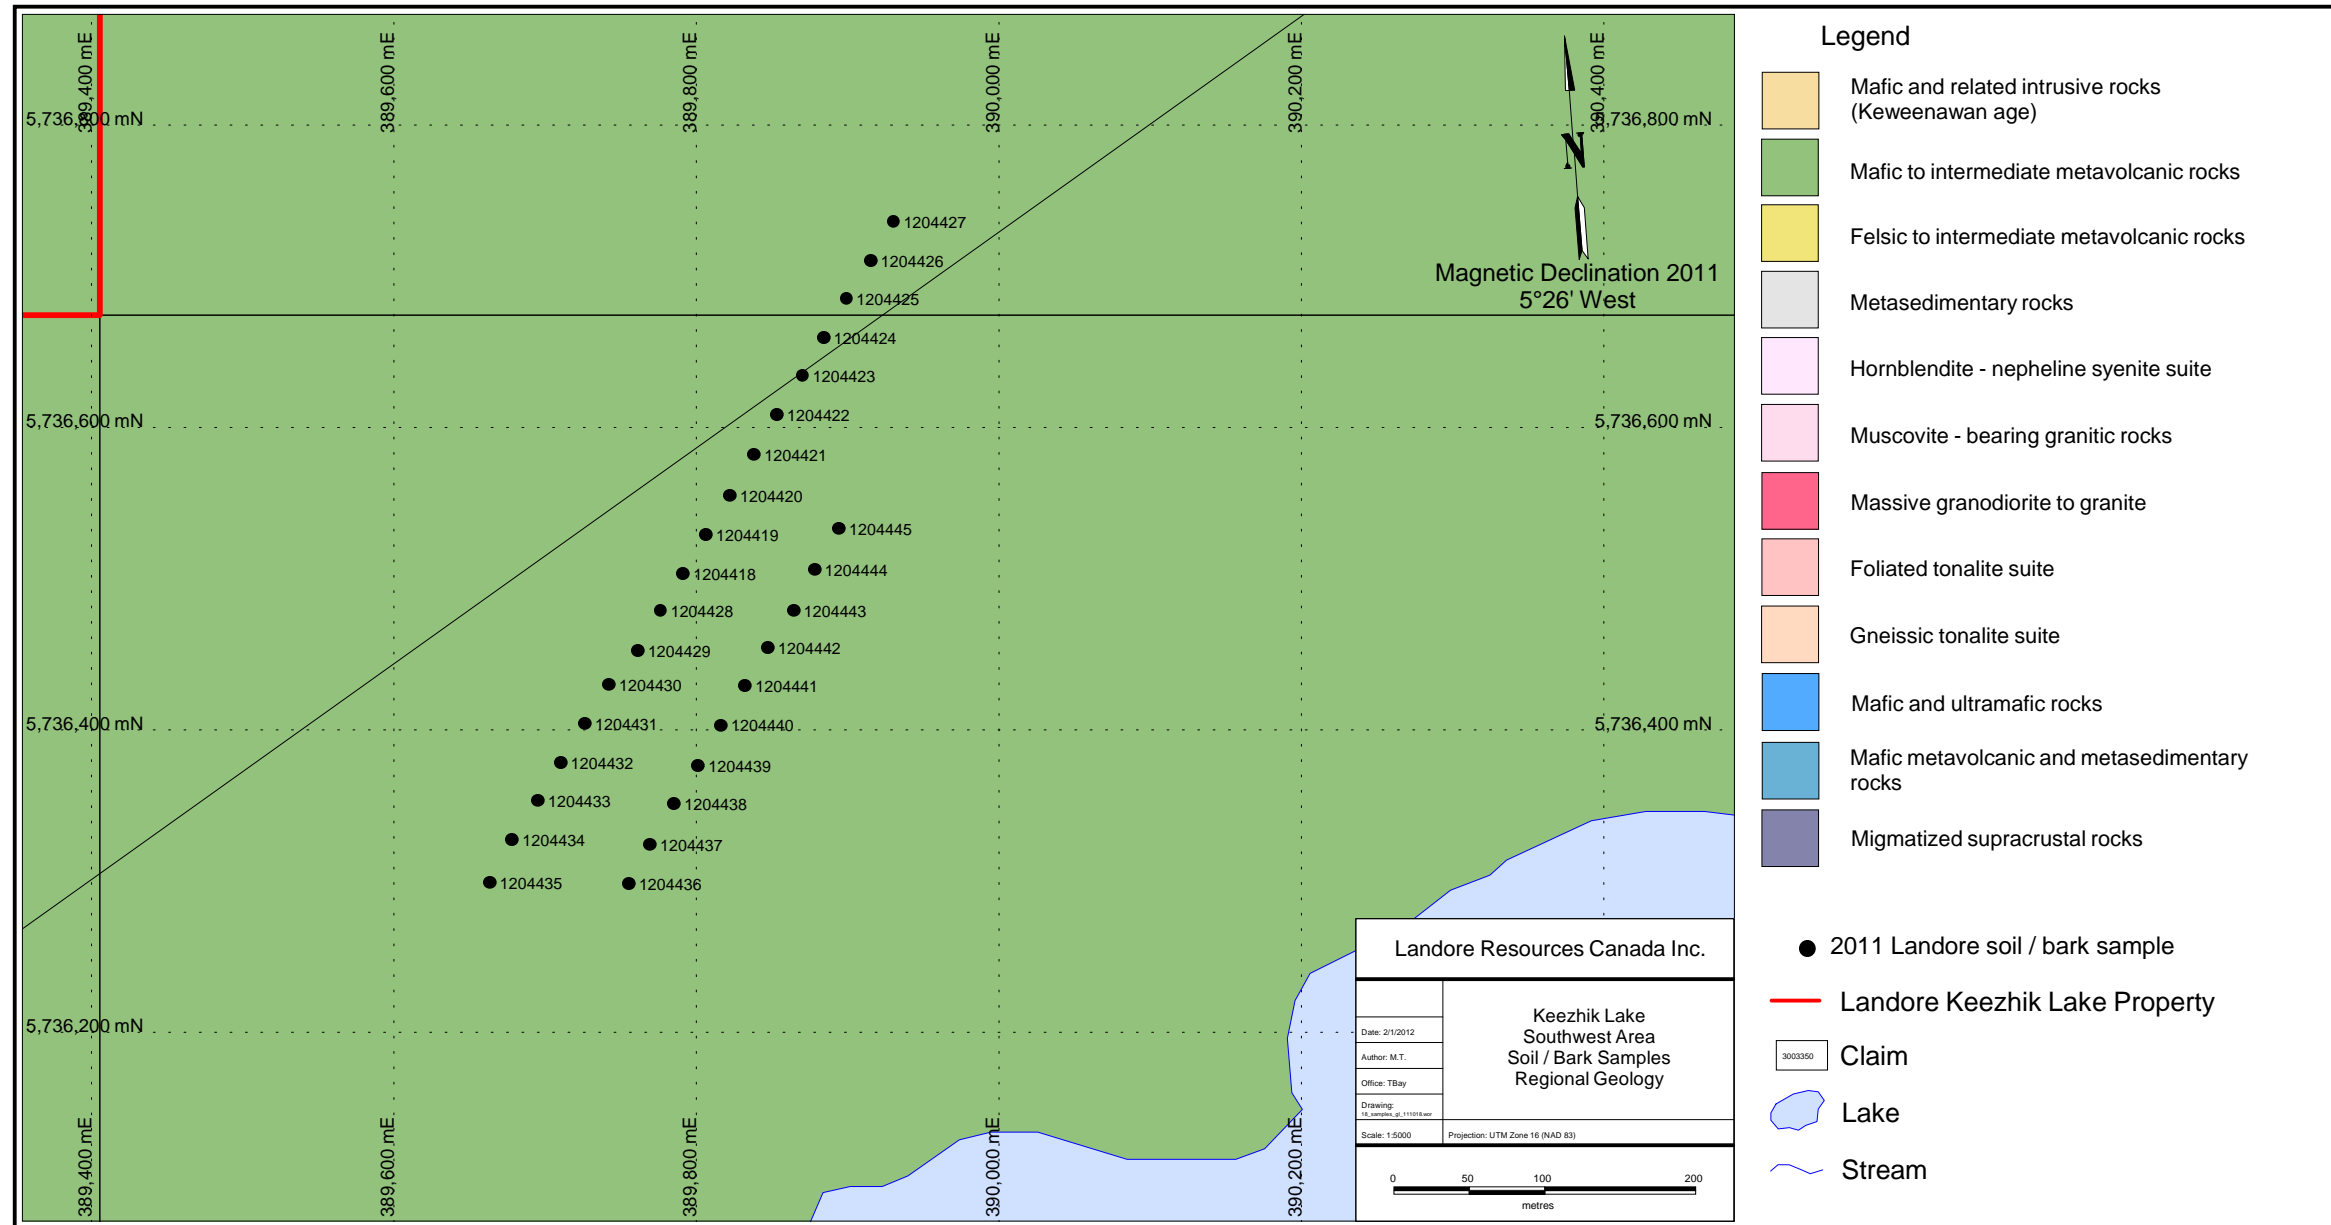 389,400 mE
389,600 mE
389,800 mE
390,000 mE
390,200 mE
390,400 mE
5,736,800 mN
5,736,800 mN
N
1204427
1204426
Magnetic Declination 2011
5°26' West
1204425
1204424
1204423
1204422
5,736,600 mN
5,736,600 mN
1204421
1204420
1204419
1204445
1204418
1204444
1204428
1204443
1204429
1204442
1204430
1204441
5,736,400 mN
1204431
1204440
5,736,400 mN
1204432
1204439
1204433
1204438
1204434
1204437
1204435
1204436
5,736,200 mN
389,400 mE
389,600 mE
389,800 mE
390,000 mE
390,200 mE
Landore Resources Canada Inc.
Date: 2/1/2012
Author: M.T.
Office: TBay
Drawing:
18_samples_gl_111018.wor
Scale: 1:5000
Keezhik Lake
Southwest Area
Soil / Bark Samples
Regional Geology
Projection: UTM Zone 16 (NAD 83)
0 50 100 200
metres
Legend
Mafic and related intrusive rocks
(Keweenawan age)
Mafic to intermediate metavolcanic rocks
Felsic to intermediate metavolcanic rocks
Metasedimentary rocks
Hornblendite - nepheline syenite suite
Muscovite - bearing granitic rocks
Massive granodiorite to granite
Foliated tonalite suite
Gneissic tonalite suite
Mafic and ultramafic rocks
Mafic metavolcanic and metasedimentary
rocks
Migmatized supracrustal rocks
2011 Landore soil / bark sample
Landore Keezhik Lake Property
3003350 Claim
Lake
Stream